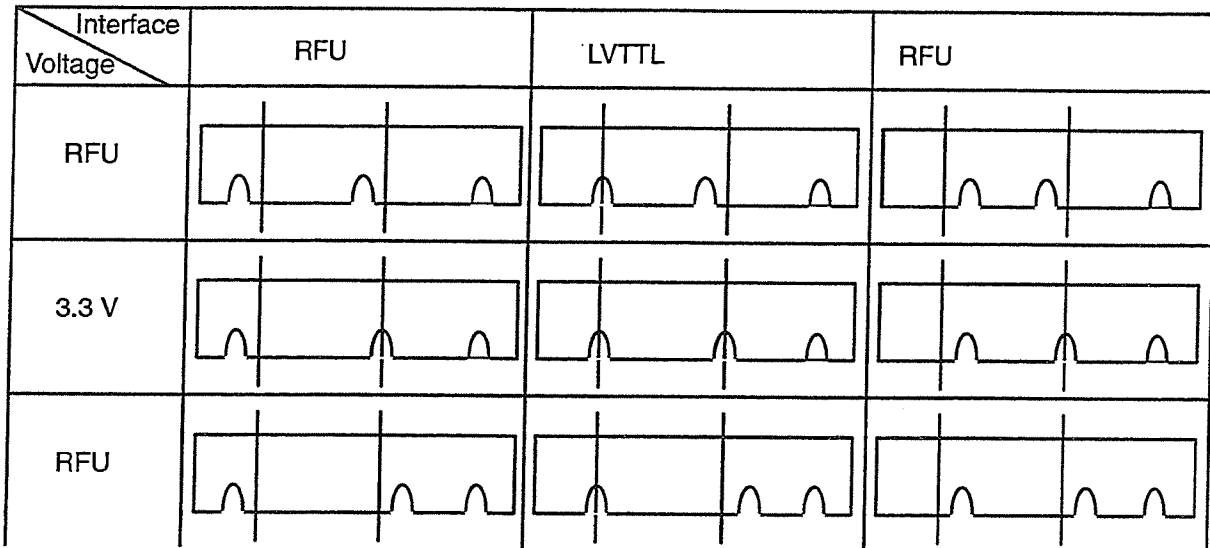 Interface
Voltage
RFU
LVTTL
RFU
RFU
3.3 V
RFU